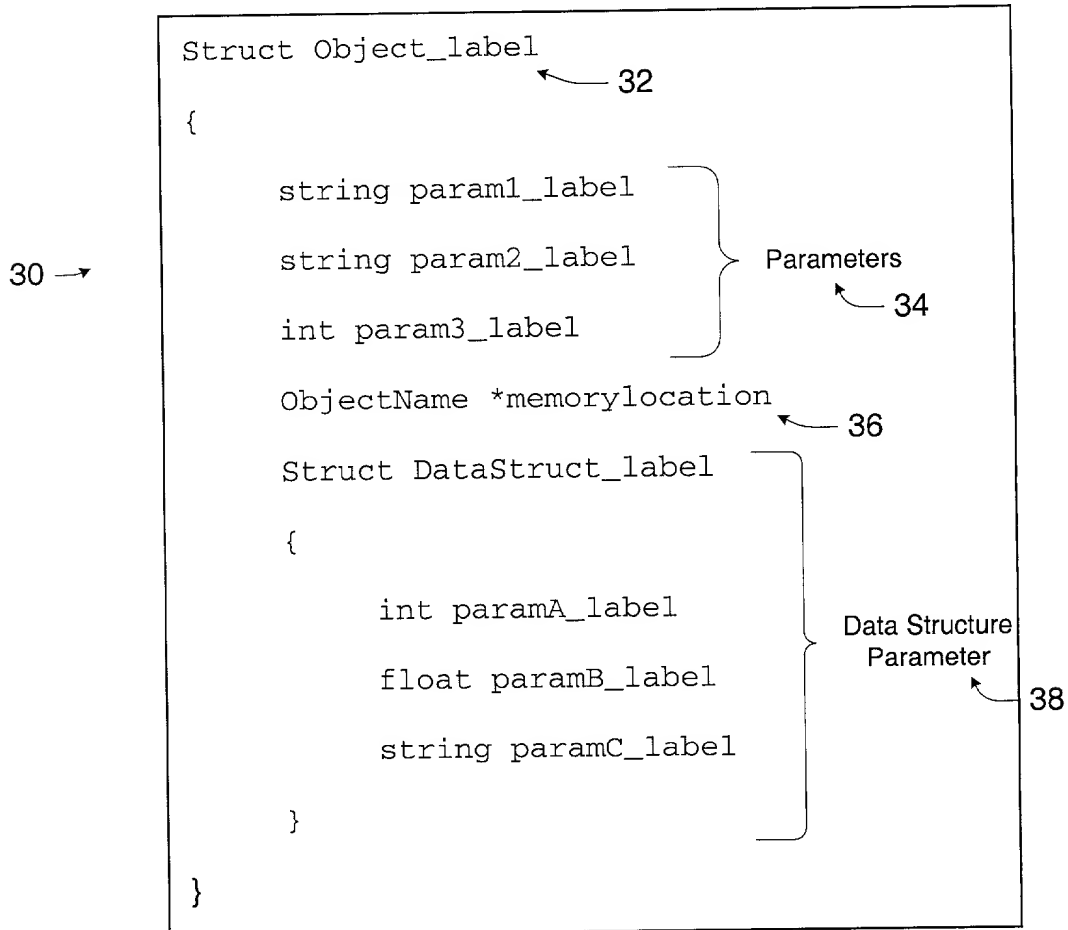 Struct Object_label
32
{
string param1_label
string param2_label
30
Parameters
34
int param3_label
ObjectName *memorylocation
36
Struct DataStruct_label
{
int paramA_label
Data Structure
Parameter
float paramB_label
38
string paramC_label
}
}